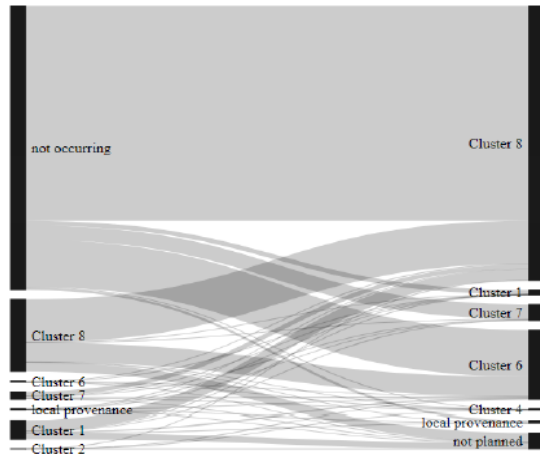 not occurring
Cluster 8
Cluster 6
Cluster 7
local provenance
Cluster 1
Cluster 2
Cluster 8
Cluster 1
Cluster 7
Cluster 6
Cluster 4
local provenance
not planned